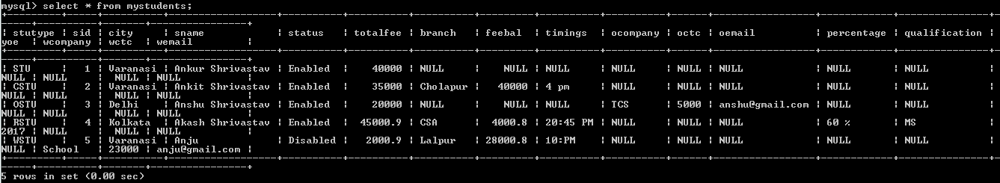 mysql> select * from mystudents;
+---------+-----+----------+-------------------+----------+----------+----------+---------+----------+----------+------+-----------------+------------+---------------+
------+----------+-------+----------------+
| stutype | sid | city     | sname             | status   | totalfee | branch   | feebal  | timings  | ocompany | octc | oemail          | percentage | qualification |
yoe   | wcompany | wctc  | wemail         |
+---------+-----+----------+-------------------+----------+----------+----------+---------+----------+----------+------+-----------------+------------+---------------+
------+----------+-------+----------------+
| STU     |   1 | Varanasi | Ankur Shrivastav  | Enabled  |    40000 | NULL     |    NULL | NULL     | NULL     | NULL | NULL            | NULL       | NULL          |
NULL | NULL     |  NULL | NULL           |
| CSTU    |   2 | Varanasi | Ankit Shrivastav  | Enabled  |    35000 | Cholapur |   40000 | 4 pm     | NULL     | NULL | NULL            | NULL       | NULL          |
NULL | NULL     |  NULL | NULL           |
| OSTU    |   3 | Delhi    | Anshu Shrivastav  | Enabled  |    20000 | NULL     |    NULL | NULL     | TCS      | 5000 | anshu@gmail.com | NULL       | NULL          |
NULL | NULL     |  NULL | NULL           |
| RSTU    |   4 | Kolkata  | Akash Shrivastav  | Enabled  |  45000.9 | CSA      |  4000.8 | 20:45 PM | NULL     | NULL | NULL            | 60 %       | MS            |
2017 | NULL     |  NULL | NULL           |
| WSTU    |   5 | Varanasi | Anju              | Disabled |   2000.9 | Lalpur   | 28000.8 | 10:PM    | NULL     | NULL | NULL            | NULL       | NULL          |
NULL | School   | 23000 | anju@gmail.com |
+---------+-----+----------+-------------------+----------+----------+----------+---------+----------+----------+------+-----------------+------------+---------------+
------+----------+-------+----------------+
5 rows in set (0.00 sec)